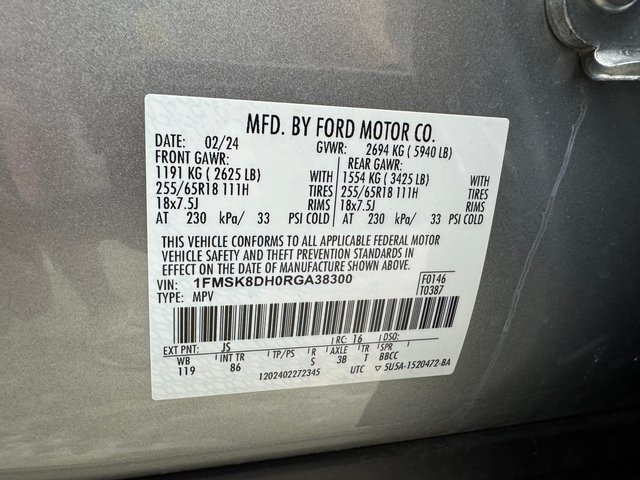 MFD. BY FORD MOTOR CO.
DATE: 02/24 GVWR: 2694 KG ( 5940 LB)
FRONT GAWR: REAR GAWR:
1191 KG ( 2625 LB) WITH 1554 KG ( 3425 LB) WITH
255/65R18 111H TIRES 255/65R18 111H TIRES
18x7.5J RIMS 18x7.5J RIMS
AT 230 kPa/ 33 PSI COLD AT 230 kPa/ 33 PSI COLD
THIS VEHICLE CONFORMS TO ALL APPLICABLE FEDERAL MOTOR
VEHICLE SAFETY AND BUMPER AND THEFT PREVENTION STANDARDS IN
EFFECT ON THE DATE OF MANUFACTURE SHOWN ABOVE.
VIN: 1FMSK8DH0RGA38300 F0146
TYPE: MPV T0387
EXT PNT: JS RC: 16 DSO:
WB INT TR TP/PS R AXLE TR SPR
119 86 S 3B T BBCC
1202402272345 UTC ▽ 5U5A-1520472-BA